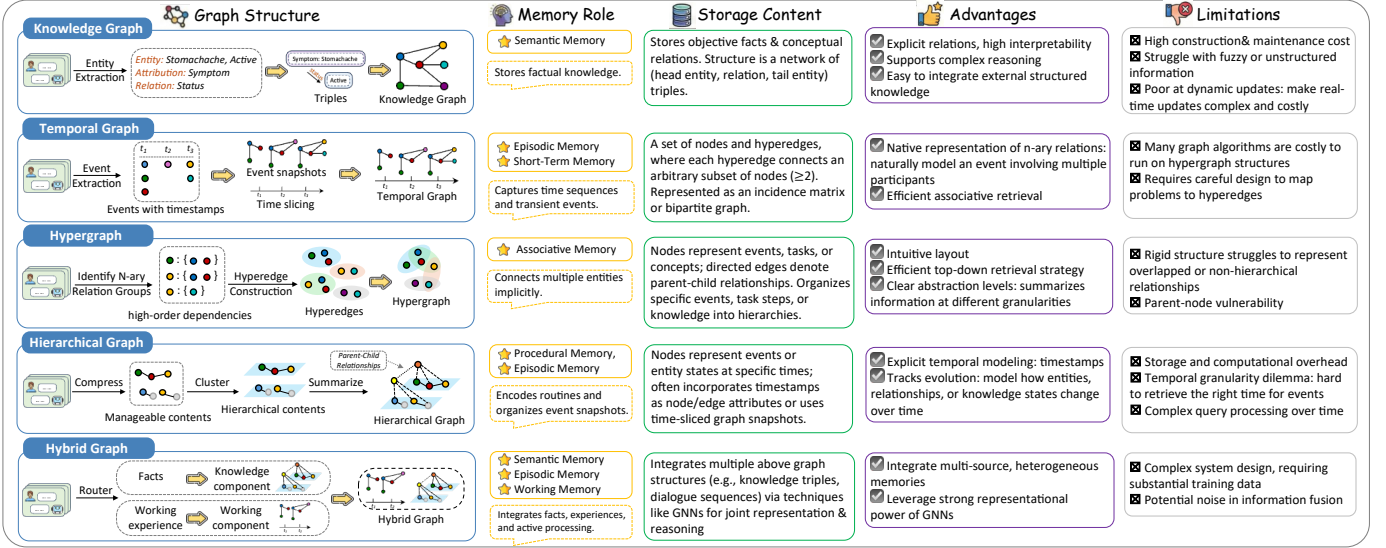 Graph Structure
Memory Role
Storage Content
Advantages
Limitations
Knowledge Graph
Entity
Extraction
Entity: Stomachache, Active
Attribution: Symptom
Relation: Status
Symptom: Stomachache
Active
Triples
Knowledge Graph
Semantic Memory
Stores factual knowledge.
Stores objective facts & conceptual
relations. Structure is a network of
(head entity, relation, tail entity)
triples.
Explicit relations, high interpretability
Supports complex reasoning
Easy to integrate external structured
knowledge
High construction& maintenance cost
Struggle with fuzzy or unstructured
information
Poor at dynamic updates: make real-
time updates complex and costly
Temporal Graph
Event
Extraction
t1 t2 t3
Events with timestamps
Event snapshots
t1 t2 t3
Time slicing
t1 t2 t3
Temporal Graph
Episodic Memory
Short-Term Memory
Captures time sequences
and transient events.
A set of nodes and hyperedges,
where each hyperedge connects an
arbitrary subset of nodes (≥2).
Represented as an incidence matrix
or bipartite graph.
Native representation of n-ary relations:
naturally model an event involving multiple
participants
Efficient associative retrieval
Many graph algorithms are costly to
run on hypergraph structures
Requires careful design to map
problems to hyperedges
Hypergraph
Identify N-ary
Relation Groups
: { }
: { }
: { }
high-order dependencies
Hyperedge
Construction
Hyperedges
Hypergraph
Associative Memory
Connects multiple entities
implicitly.
Nodes represent events, tasks, or
concepts; directed edges denote
parent-child relationships. Organizes
specific events, task steps, or
knowledge into hierarchies.
Intuitive layout
Efficient top-down retrieval strategy
Clear abstraction levels: summarizes
information at different granularities
Rigid structure struggles to represent
overlapped or non-hierarchical
relationships
Parent-node vulnerability
Hierarchical Graph
Compress
Manageable contents
Cluster
Hierarchical contents
Summarize
Parent-Child
Relationships
Hierarchical Graph
Procedural Memory,
Episodic Memory
Encodes routines and
organizes event snapshots.
Nodes represent events or
entity states at specific times;
often incorporates timestamps
as node/edge attributes or uses
time-sliced graph snapshots.
Explicit temporal modeling: timestamps
Tracks evolution: model how entities,
relationships, or knowledge states change
over time
Storage and computational overhead
Temporal granularity dilemma: hard
to retrieve the right time for events
Complex query processing over time
Hybrid Graph
Router
Facts
Knowledge
component
Working
experience
Working
component
Hybrid Graph
Semantic Memory
Episodic Memory
Working Memory
Integrates facts, experiences,
and active processing.
Integrates multiple above graph
structures (e.g., knowledge triples,
dialogue sequences) via techniques
like GNNs for joint representation &
reasoning
Integrate multi-source, heterogeneous
memories
Leverage strong representational
power of GNNs
Complex system design, requiring
substantial training data
Potential noise in information fusion